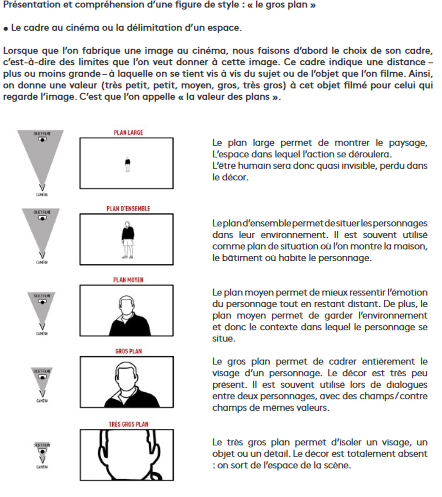 Présentation et compréhension d'une figure de style : « le gros plan »
● Le cadre au cinéma ou la délimitation d'un espace.
Lorsque l'on fabrique une image au cinéma, nous faisons d'abord le choix de son cadre,
c'est-à-dire des limites que l'on veut donner à cette image. Ce cadre indique une distance –
plus ou moins grande – à laquelle on se tient vis à vis du sujet ou de l'objet que l'on filme. Ainsi,
on donne une valeur (très petit, petit, moyen, gros, très gros) à cet objet filmé pour celui qui
regarde l'image. C'est que l'on appelle « la valeur des plans ».
PLAN LARGE
CAMÉRA
Le plan large permet de montrer le paysage,
L'espace dans lequel l'action se déroulera.
L'être humain sera donc quasi invisible, perdu dans
le décor.
PLAN D'ENSEMBLE
CAMÉRA
Le plan d'ensemble permet de situer les personnages
dans leur environnement. Il est souvent utilisé
comme plan de situation où l'on montre la maison,
le bâtiment où habite le personnage.
PLAN MOYEN
CAMÉRA
Le plan moyen permet de mieux ressentir l'émotion
du personnage tout en restant distant. De plus, le
plan moyen permet de garder l'environnement
et donc le contexte dans lequel le personnage se
situe.
GROS PLAN
CAMÉRA
Le gros plan permet de cadrer entièrement le
visage d'un personnage. Le décor est très peu
présent. Il est souvent utilisé lors de dialogues
entre deux personnages, avec des champs/contre
champs de mêmes valeurs.
TRÈS GROS PLAN
CAMÉRA
Le très gros plan permet d'isoler un visage, un
objet ou un détail. Le décor est totalement absent
: on sort de l'espace de la scène.